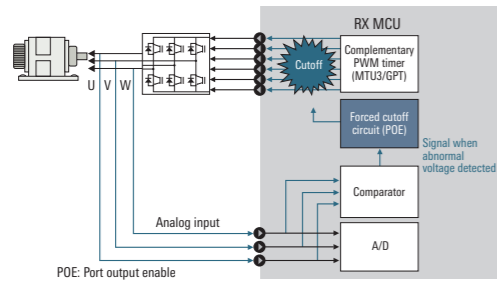 RX MCU
Complementary
PWM timer
(MTU3/GPT)
Cutoff
U V W
Forced cutoff
circuit (POE)
Signal when
abnormal
voltage detected
Comparator
Analog input
A/D
POE: Port output enable